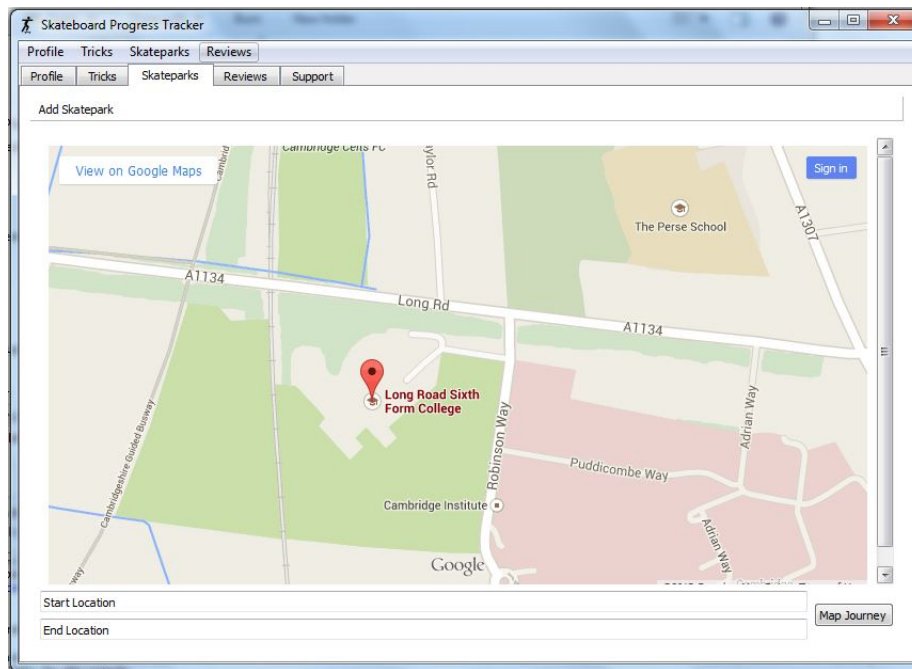 Skateboard Progress Tracker
Profile Tricks Skateparks Reviews
Profile Tricks Skateparks Reviews Support
Add Skatepark
Cambridge Celts FC
View on Google Maps
Sign in
The Perse School
A1307
A1134
Long Rd
A1134
Long Road Sixth
Form College
Robinson Way
Adrian Way
Puddicombe Way
Cambridgeshire Guided Busway
Cambridge Institute
Adrian Way
Google
Start Location
Map Journey
End Location